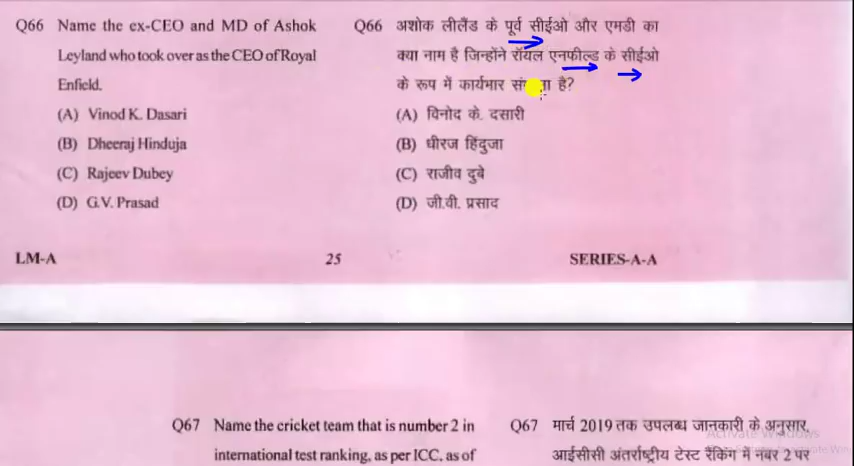 Q66 Name the ex-CEO and MD of Ashok
Leyland who took over as the CEO of Royal
Enfield.
(A) Vinod K. Dasari
(B) Dheeraj Hinduja
(C) Rajeev Dubey
(D) G.V. Prasad
Q66 अशोक लीलैंड के पूर्व सीईओ और एमडी का
क्या नाम है जिन्होंने रॉयल एनफील्ड के सीईओ
के रूप में कार्यभार है?
(A) विनोद के. दसारी
(B) धीरज हिंदुजा
(C) राजीव दुबे
(D) जी.वी. प्रसाद
LM-A 25 SERIES-A-A
Q67 Name the cricket team that is number 2 in
international test ranking, as per ICC, as of
Q67 मार्च 2019 तक उपलब्ध जानकारी के अनुसार,
आईसीसी अंतर्राष्ट्रीय टेस्ट रैंकिंग में नंबर 2 पर
Activate Windows